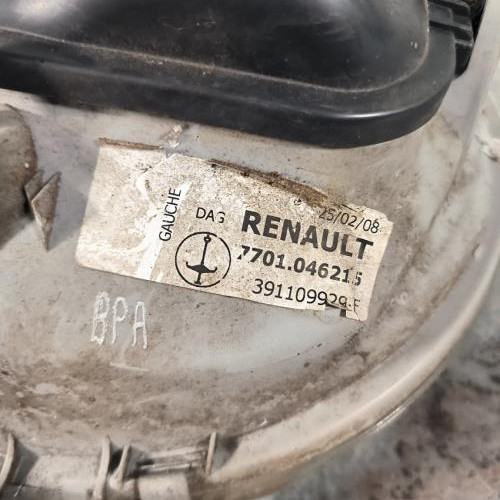 GAUCHE
DAG
25/02/08
RENAULT
7701.046215
391109929-F
BPA